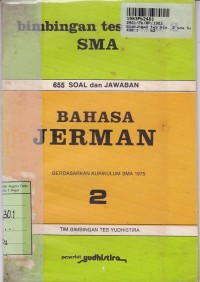 bimbingan tes
SMA
655 SOAL dan JAWABAN
BAHASA
JERMAN
BERDASARKAN KURIKULUM SMA 1975
2
TIM BIMBINGAN TES YUDHISTIRA
penerbit yudhistira